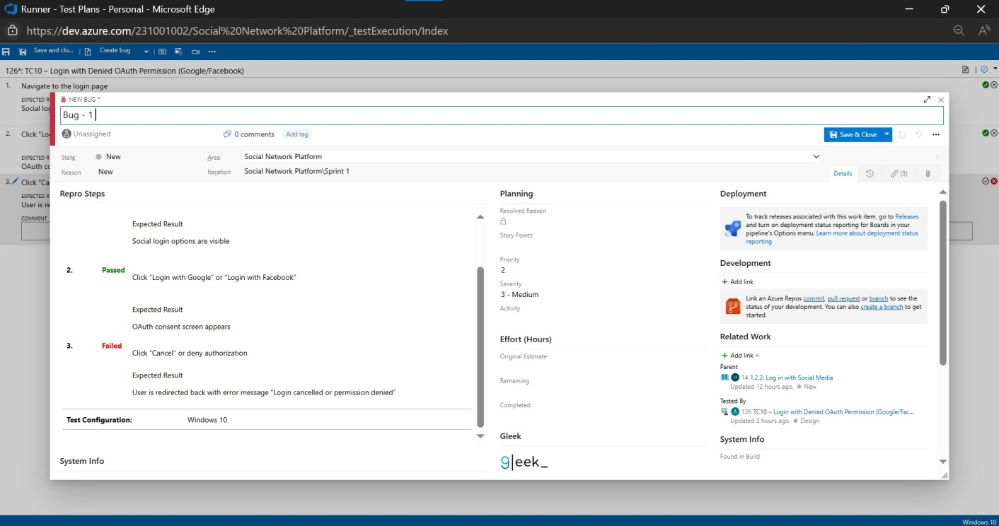 Runner - Test Plans - Personal - Microsoft Edge
https://dev.azure.com/231001002/Social%20Network%20Platform/_testExecution/Index
Save and clo... Create bug
126*: TC10 – Login with Denied OAuth Permission (Google/Facebook)
1. Navigate to the login page
EXPECTED R
Social log
2. Click "Lo
EXPECTED R
OAuth co
3. Click "Ca
EXPECTED R
User is re
COMMENT
NEW BUG *
Bug - 1
Unassigned 0 comments Add tag Save & Close
State New Area Social Network Platform
Reason New Iteration Social Network Platform\Sprint 1
Details (3)
Repro Steps
Expected Result
Social login options are visible
2. Passed Click "Login with Google" or "Login with Facebook"
Expected Result
OAuth consent screen appears
3. Failed Click "Cancel" or deny authorization
Expected Result
User is redirected back with error message "Login cancelled or permission denied"
Test Configuration: Windows 10
System Info
Planning
Resolved Reason
Story Points
Priority
2
Severity
3 - Medium
Activity
Effort (Hours)
Original Estimate
Remaining
Completed
Gleek
gleek_
Deployment
To track releases associated with this work item, go to Releases
and turn on deployment status reporting for Boards in your
pipeline's Options menu. Learn more about deployment status
reporting
Development
+ Add link
Link an Azure Repos commit, pull request or branch to see the
status of your development. You can also create a branch to get
started.
Related Work
+ Add link
Parent
14 1.2.2: Log in with Social Media
Updated 12 hours ago, New
Tested By
126 TC10 – Login with Denied OAuth Permission (Google/Fac...
Updated 2 hours ago, Design
System Info
Found in Build
Windows 10